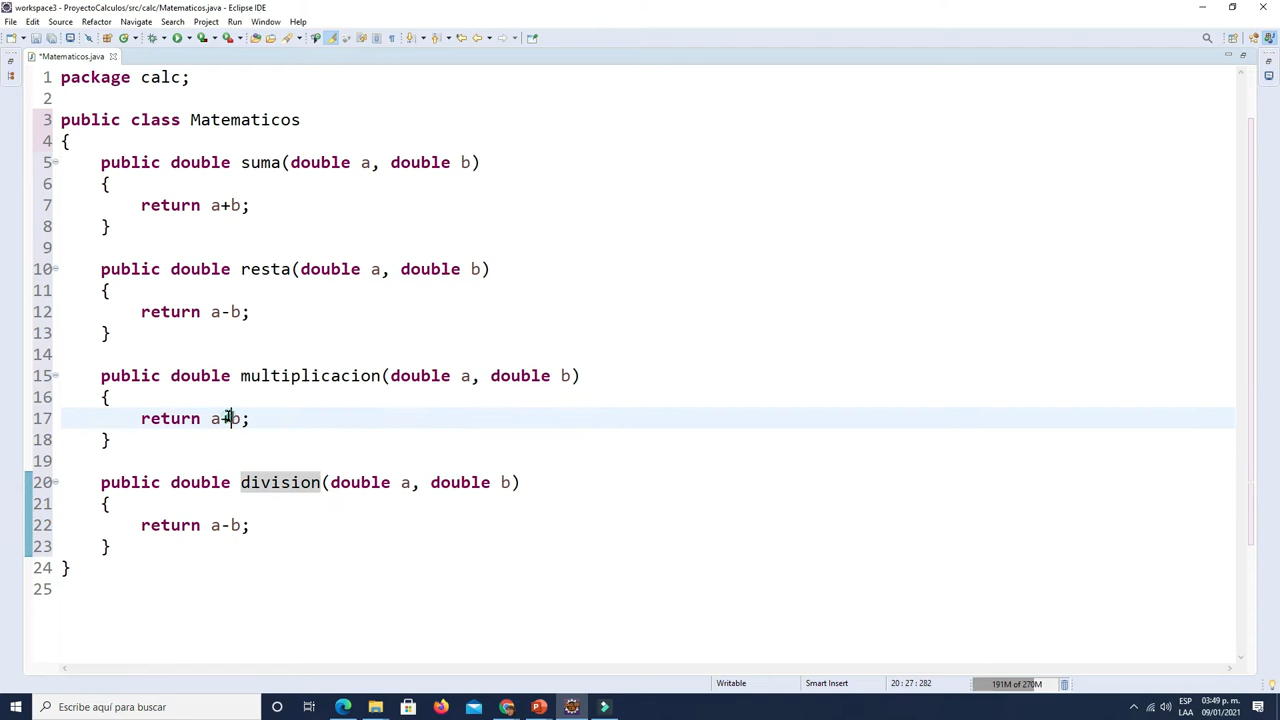 workspace3 - ProyectoCalculos/src/calc/Matematicos.java - Eclipse IDE
File Edit Source Refactor Navigate Search Project Run Window Help
*Matematicos.java
1 package calc;
2
3 public class Matematicos
4 {
5 public double suma(double a, double b)
6 {
7 return a+b;
8 }
9
10 public double resta(double a, double b)
11 {
12 return a-b;
13 }
14
15 public double multiplicacion(double a, double b)
16 {
17 return a+b;
18 }
19
20 public double division(double a, double b)
21 {
22 return a-b;
23 }
24 }
25
Writable Smart Insert 20 : 27 : 282 191M of 270M
Escribe aquí para buscar
ESP 03:49 p. m.
LAA 09/01/2021